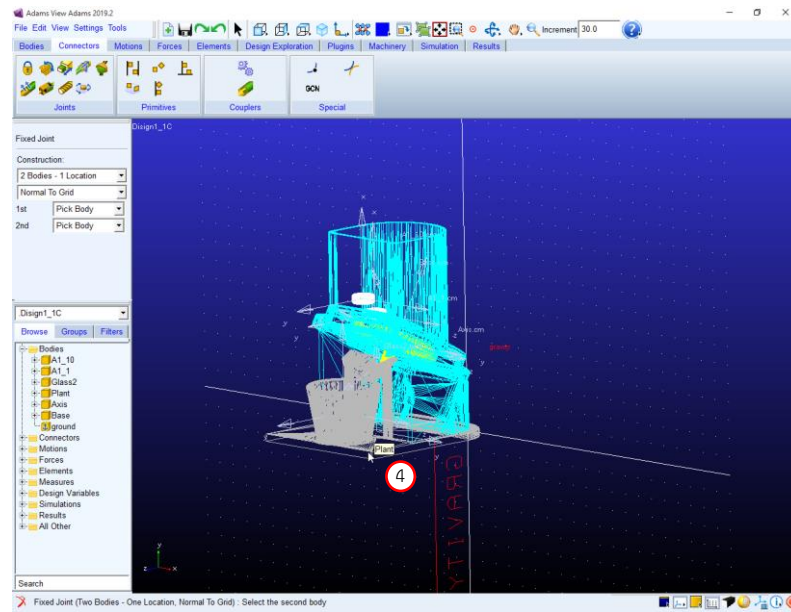 Adams View Adams 2019.2
File Edit View Settings Tools
Increment 30.0
Bodies Connectors Motions Forces Elements Design Exploration Plugins Machinery Simulation Results
GCN
Joints Primitives Couplers Special
Disign1_1C
Fixed Joint
Construction:
2 Bodies - 1 Location
Normal To Grid
1st Pick Body
2nd Pick Body
Disign1_1C
Browse Groups Filters
Bodies
A1_10
A1_1
Glass2
Plant
Axis
Base
ground
Connectors
Motions
Forces
Elements
Measures
Design Variables
Simulations
Results
All Other
Search
x
x
y
y
cm
Axis.cm
z
y
gravity
Plant
y
4
GRAVITY
y
z x
Fixed Joint (Two Bodies - One Location, Normal To Grid) : Select the second body